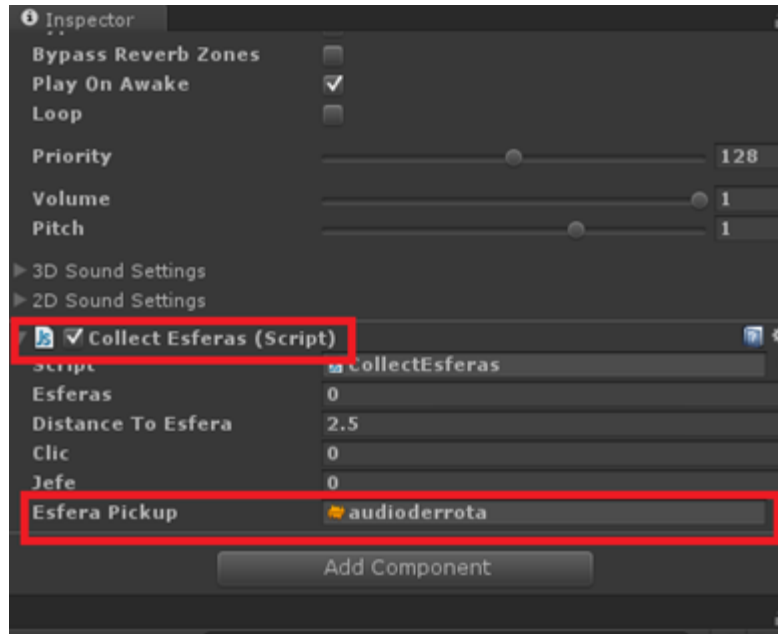 Inspector
Bypass Reverb Zones
Play On Awake
Loop
Priority 128
Volume 1
Pitch 1
3D Sound Settings
2D Sound Settings
Collect Esferas (Script)
Script CollectEsferas
Esferas 0
Distance To Esfera 2.5
Clic 0
Jefe 0
Esfera Pickup audioderrota
Add Component